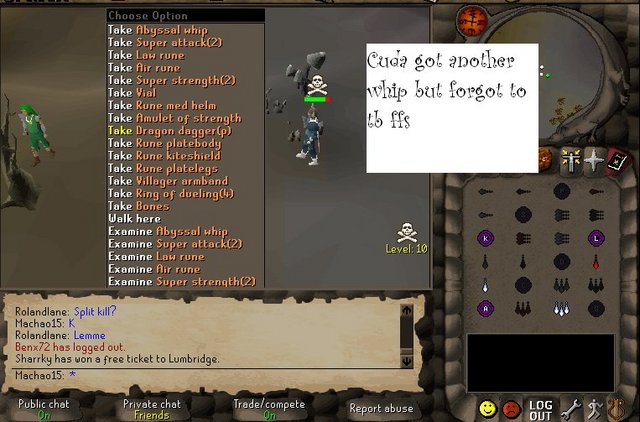 Choose Option
Take Abyssal whip
Take Super attack(2)
Take Law rune
Take Air rune
Take Super strength(2)
Take Vial
Take Rune med helm
Take Amulet of strength
Take Dragon dagger(p)
Take Rune platebody
Take Rune kiteshield
Take Rune platelegs
Take Villager armband
Take Ring of dueling(4)
Take Bones
Walk here
Examine Abyssal whip
Examine Super attack(2)
Examine Law rune
Examine Air rune
Examine Super strength(2)
Cuda got another
whip but forgot to
tb ffs
Level: 10
K
L
A
Rolandlane: Split kill?
Machao15: K
Rolandlane: Lemme
Benx72 has logged out.
Sharrky has won a free ticket to Lumbridge.
Machao15: *
Public chat
On
Private chat
Friends
Trade/compete
On
Report abuse
LOG
OUT